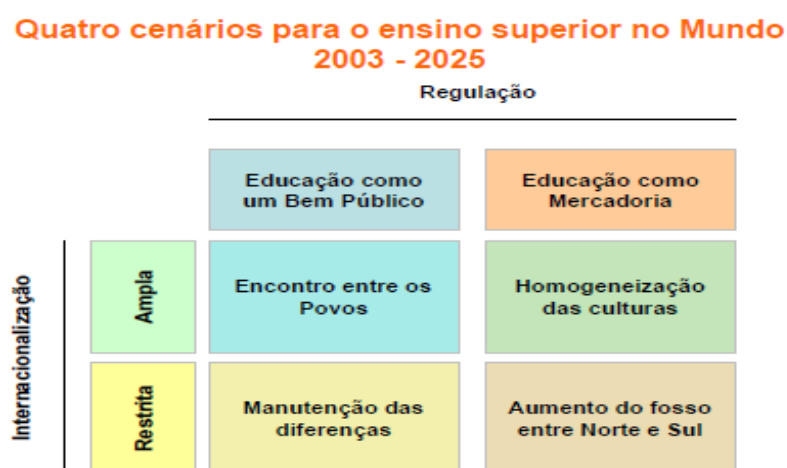 Quatro cenários para o ensino superior no Mundo
2003 - 2025
Regulação
Educação como
um Bem Público
Educação como
Mercadoria
Internacionalização
Ampla
Encontro entre os
Povos
Homogeneização
das culturas
Restrita
Manutenção das
diferenças
Aumento do fosso
entre Norte e Sul